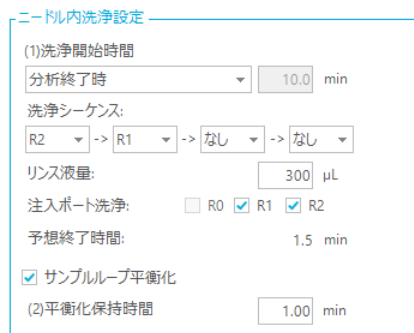 ニードル内洗浄設定
(1)洗浄開始時間
分析終了時 10.0 min
洗浄シーケンス:
R2 -> R1 -> なし -> なし
リンス液量: 300 µL
注入ポート洗浄: R0 R1 R2
予想終了時間: 1.5 min
サンプルループ平衡化
(2)平衡化保持時間 1.00 min